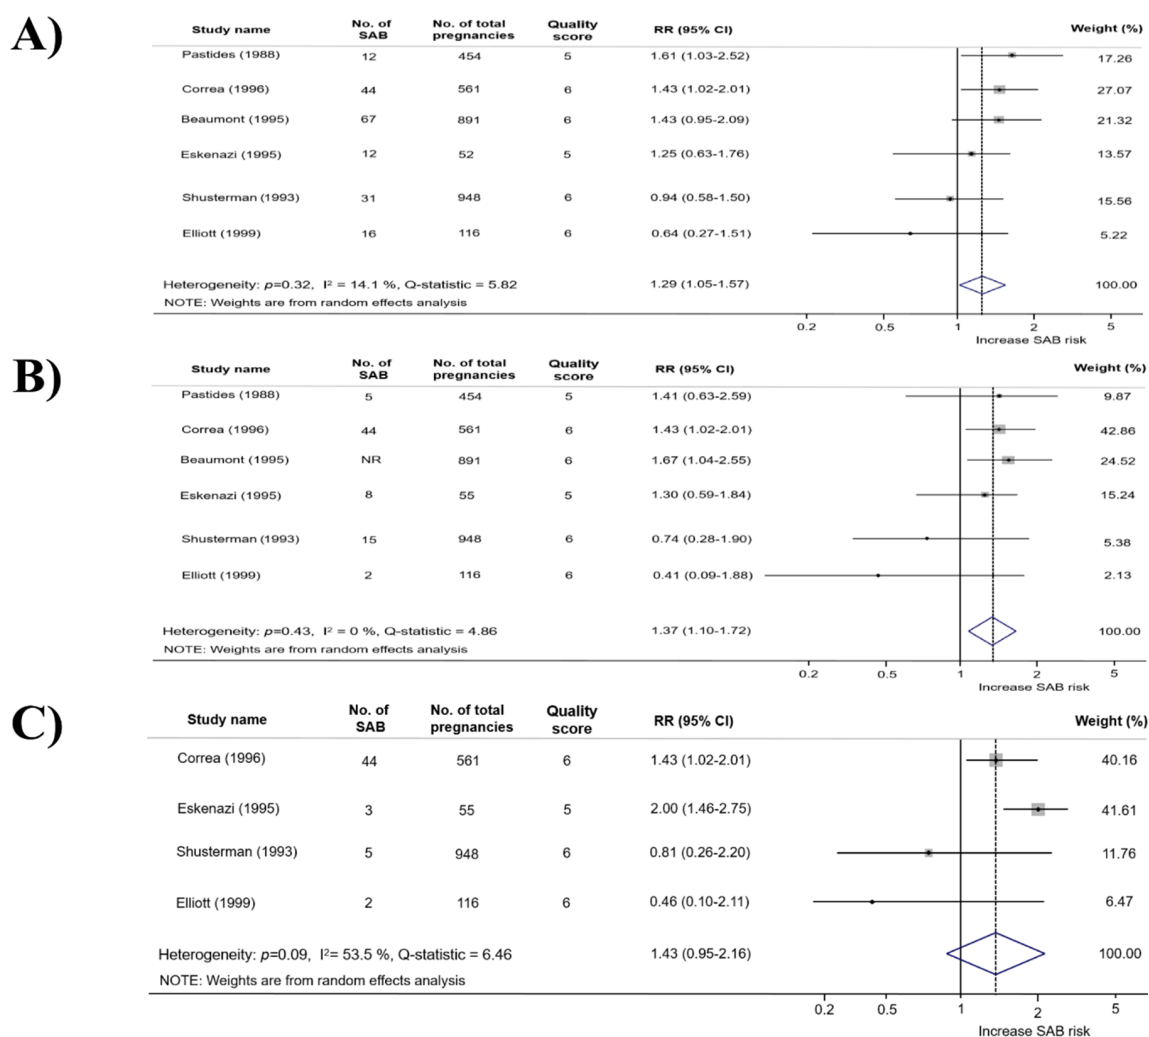 A)
Study name No. of SAB No. of total pregnancies Quality score RR (95% CI) Weight (%)
Pastides (1988) 12 454 5 1.61 (1.03-2.52) 17.26
Correa (1996) 44 561 6 1.43 (1.02-2.01) 27.07
Beaumont (1995) 67 891 6 1.43 (0.95-2.09) 21.32
Eskenazi (1995) 12 52 5 1.25 (0.63-1.76) 13.57
Shusterman (1993) 31 948 6 0.94 (0.58-1.50) 15.56
Elliott (1999) 16 116 6 0.64 (0.27-1.51) 5.22
Heterogeneity: p=0.32, I² = 14.1 %, Q-statistic = 5.82 1.29 (1.05-1.57) 100.00
NOTE: Weights are from random effects analysis
0.2 0.5 1 2 5
Increase SAB risk
B)
Study name No. of SAB No. of total pregnancies Quality score RR (95% CI) Weight (%)
Pastides (1988) 5 454 5 1.41 (0.63-2.59) 9.87
Correa (1996) 44 561 6 1.43 (1.02-2.01) 42.86
Beaumont (1995) NR 891 6 1.67 (1.04-2.55) 24.52
Eskenazi (1995) 8 55 5 1.30 (0.59-1.84) 15.24
Shusterman (1993) 15 948 6 0.74 (0.28-1.90) 5.38
Elliott (1999) 2 116 6 0.41 (0.09-1.88) 2.13
Heterogeneity: p=0.43, I² = 0 %, Q-statistic = 4.86 1.37 (1.10-1.72) 100.00
NOTE: Weights are from random effects analysis
0.2 0.5 1 2 5
Increase SAB risk
C)
Study name No. of SAB No. of total pregnancies Quality score RR (95% CI) Weight (%)
Correa (1996) 44 561 6 1.43 (1.02-2.01) 40.16
Eskenazi (1995) 3 55 5 2.00 (1.46-2.75) 41.61
Shusterman (1993) 5 948 6 0.81 (0.26-2.20) 11.76
Elliott (1999) 2 116 6 0.46 (0.10-2.11) 6.47
Heterogeneity: p=0.09, I²= 53.5 %, Q-statistic = 6.46 1.43 (0.95-2.16) 100.00
NOTE: Weights are from random effects analysis
0.2 0.5 1 2 5
Increase SAB risk